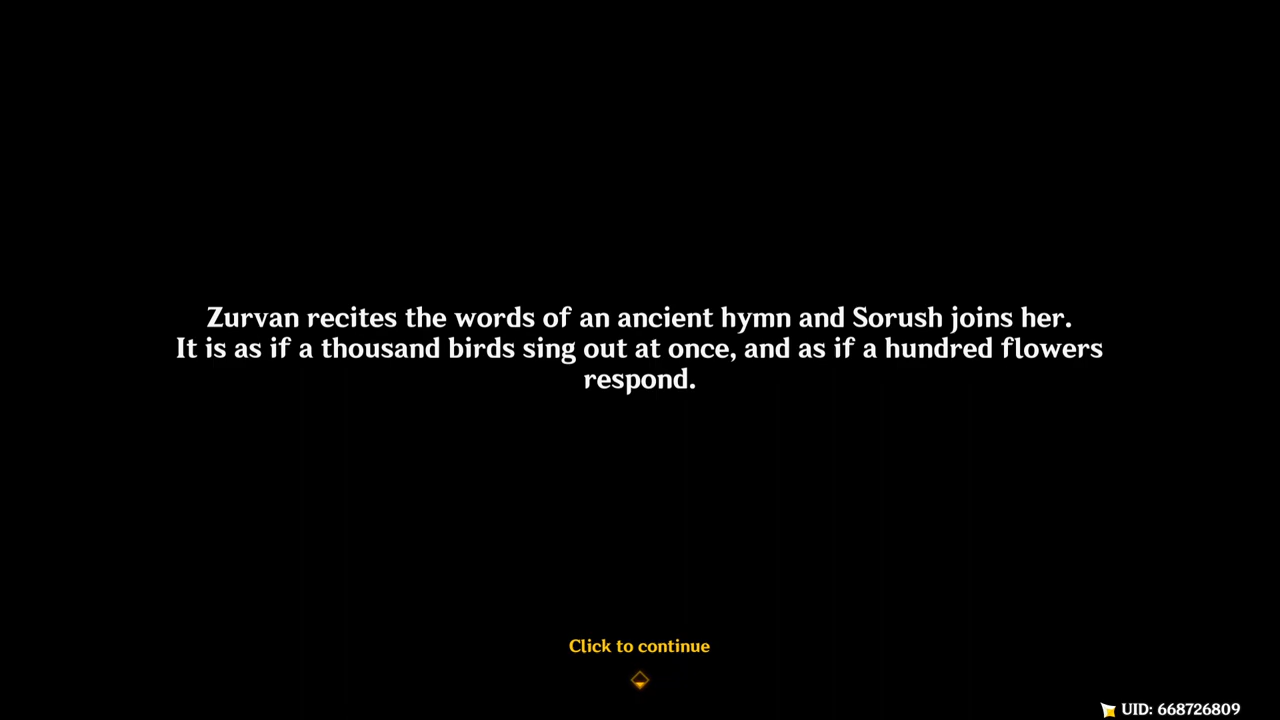 Zurvan recites the words of an ancient hymn and Sorush joins her.
It is as if a thousand birds sing out at once, and as if a hundred flowers
respond.
Click to continue
UID: 668726809